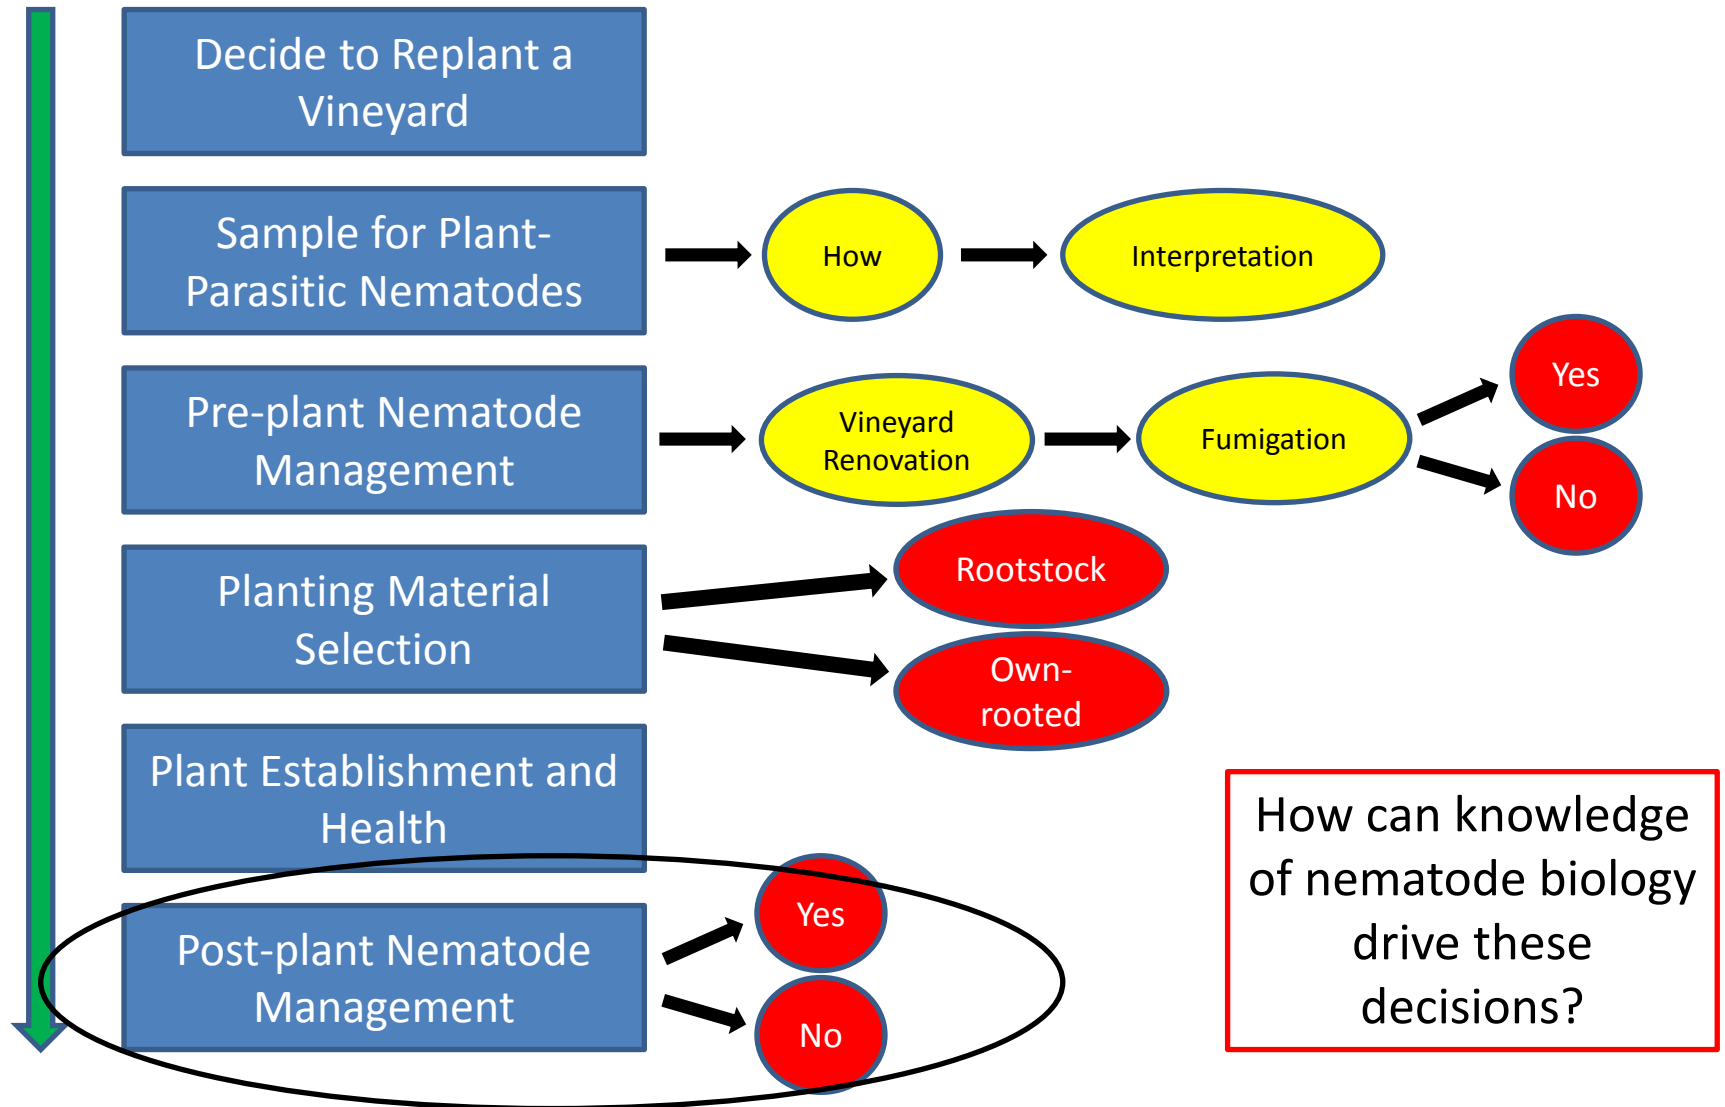 Decide to Replant a
Vineyard
Sample for Plant-
Parasitic Nematodes
How
Interpretation
Pre-plant Nematode
Management
Vineyard
Renovation
Fumigation
Yes
No
Planting Material
Selection
Rootstock
Own-
rooted
Plant Establishment and
Health
Post-plant Nematode
Management
Yes
No
How can knowledge
of nematode biology
drive these
decisions?